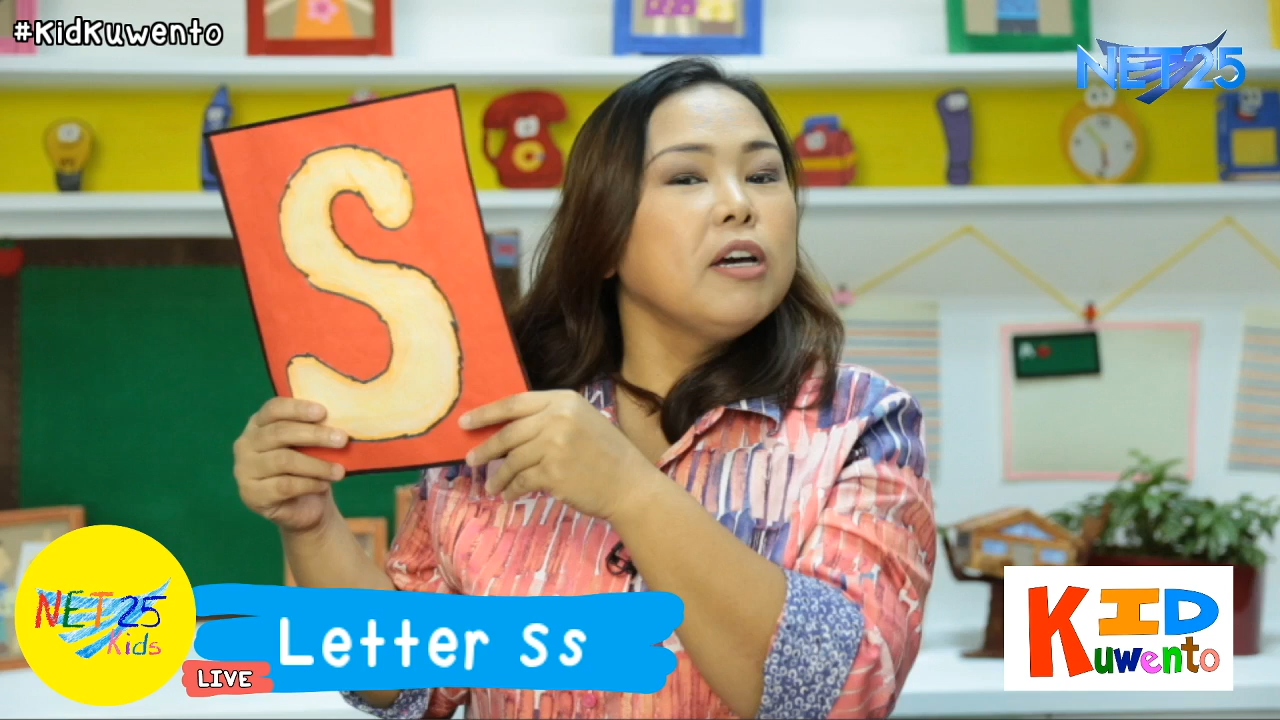 #KidKuwento
NET25
S
NET25
Kids
LIVE
Letter Ss
KID
Kuwento